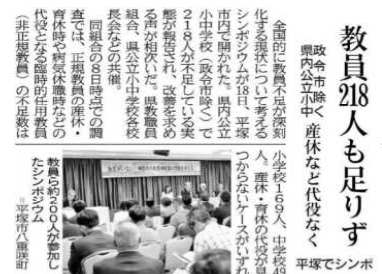 教員218人も足りず
政令市除く
県内公立小中
産休など代役なく
平塚でシンポ
全国的に教員不足が深刻
化する現状について考える
シンポジウムが18日、平塚
市内で開かれた。県内公立
小中学校（政令市除く）で
218人が不足している実
態が報告され、改善を求め
る声が相次いだ。県教職員
組合、県公立小中学校各校
長会などの共催。
同組合の8日時点での調
査では、正規教員の産休・
育休時や病気休職時などの
代役となる臨時的任用教員
（非正規教員）の不足数は
小学校169人、中学校49
人。産休・育休の代役が
つからないケースがいずれ
教員ら約200人が参加し
たシンポジウム
＝平塚市八重咲町